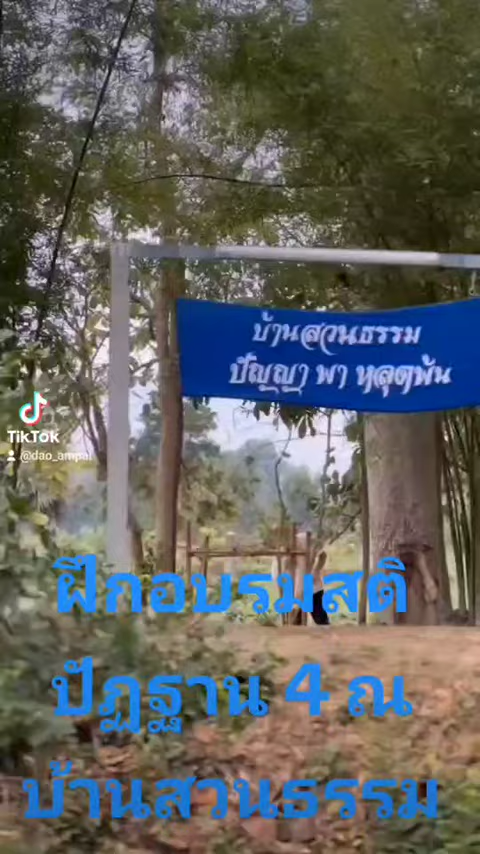 บ้านสวนธรรม
ปัญญา พา หลุดพ้น
TikTok
@dao_ampai
ฝึกอบรมสติ
ปัฏฐาน 4 ณ
บ้านสวนธรรม